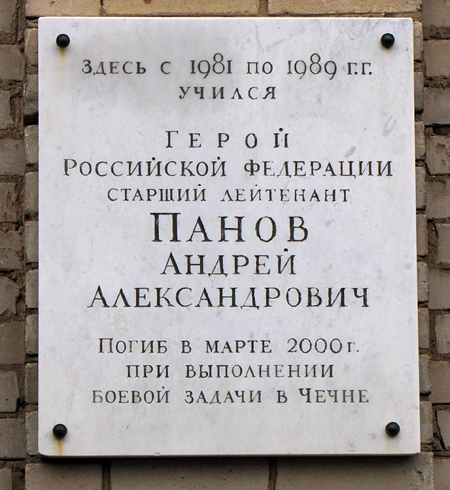 Здесь с 1981 по 1989 г.г.
учился
Герой
Российской Федерации
старший лейтенант
Панов
Андрей
Александрович
Погиб в марте 2000 г.
при выполнении
боевой задачи в Чечне